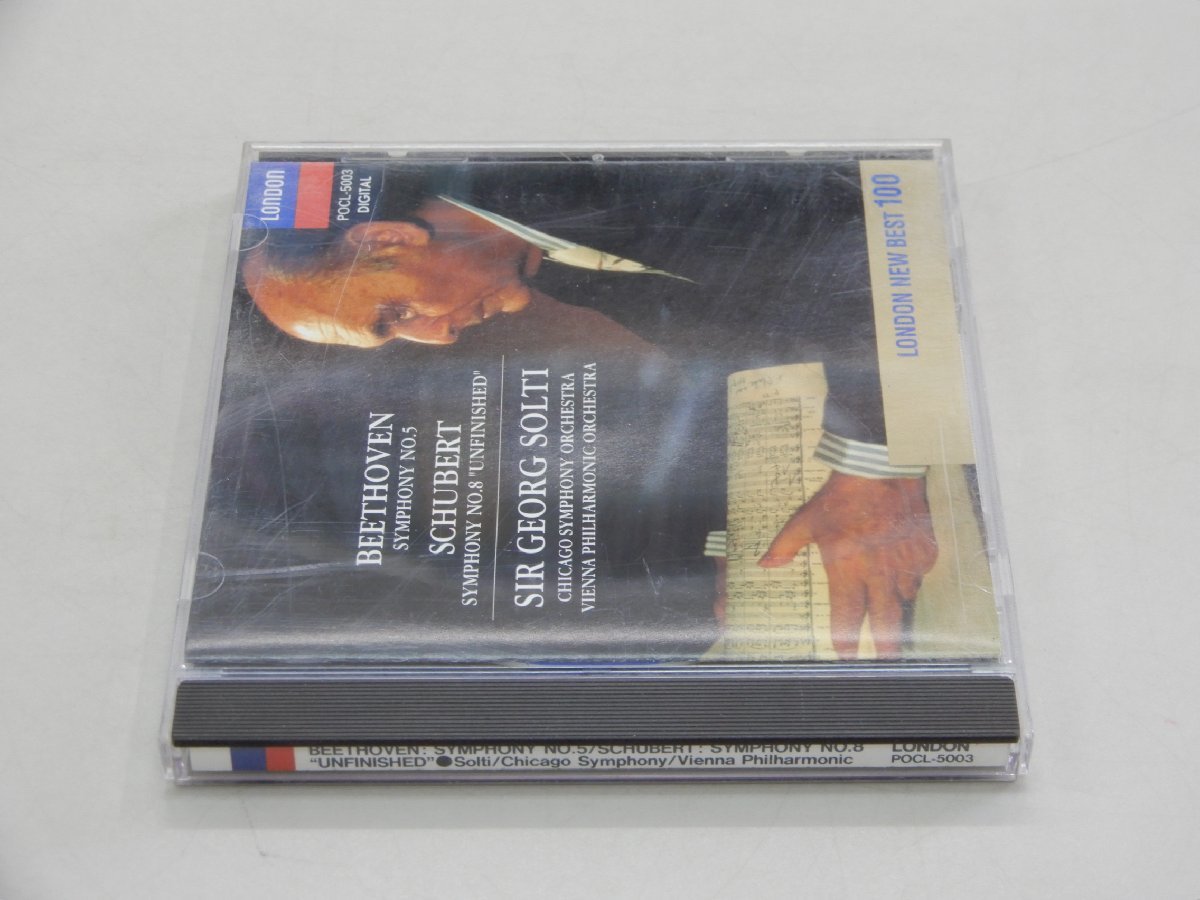 LONDON
POCL-5003
DIGITAL
BEETHOVEN
SYMPHONY NO.5
SCHUBERT
SYMPHONY NO.8 "UNFINISHED"
SIR GEORG SOLTI
CHICAGO SYMPHONY ORCHESTRA
VIENNA PHILHARMONIC ORCHESTRA
LONDON NEW BEST 100
BEETHOVEN: SYMPHONY NO.5/SCHUBERT: SYMPHONY NO.8
“UNFINISHED”●Solti/Chicago Symphony/Vienna Philharmonic
LONDON
POCL-5003